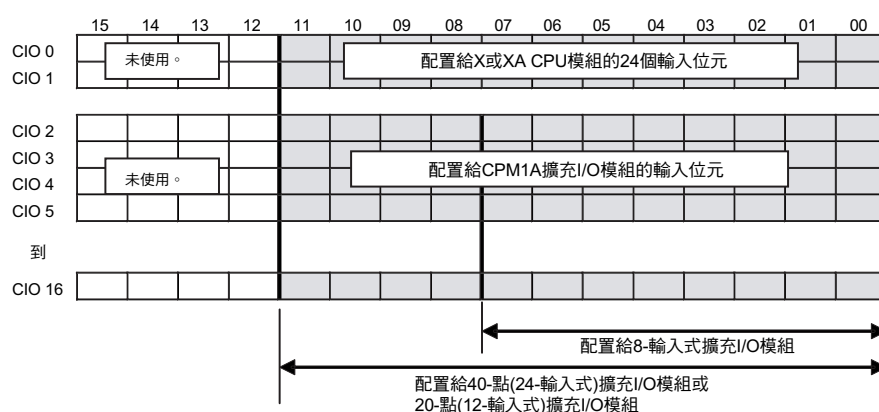 15 14 13 12 11 10 09 08 07 06 05 04 03 02 01 00
CIO 0
未使用。
配置給X或XA CPU模組的24個輸入位元
CIO 1
CIO 2
CIO 3
未使用。
配置給CPM1A擴充I/O模組的輸入位元
CIO 4
CIO 5
到
CIO 16
配置給8-輸入式擴充I/O模組
配置給40-點(24-輸入式)擴充I/O模組或
20-點(12-輸入式)擴充I/O模組